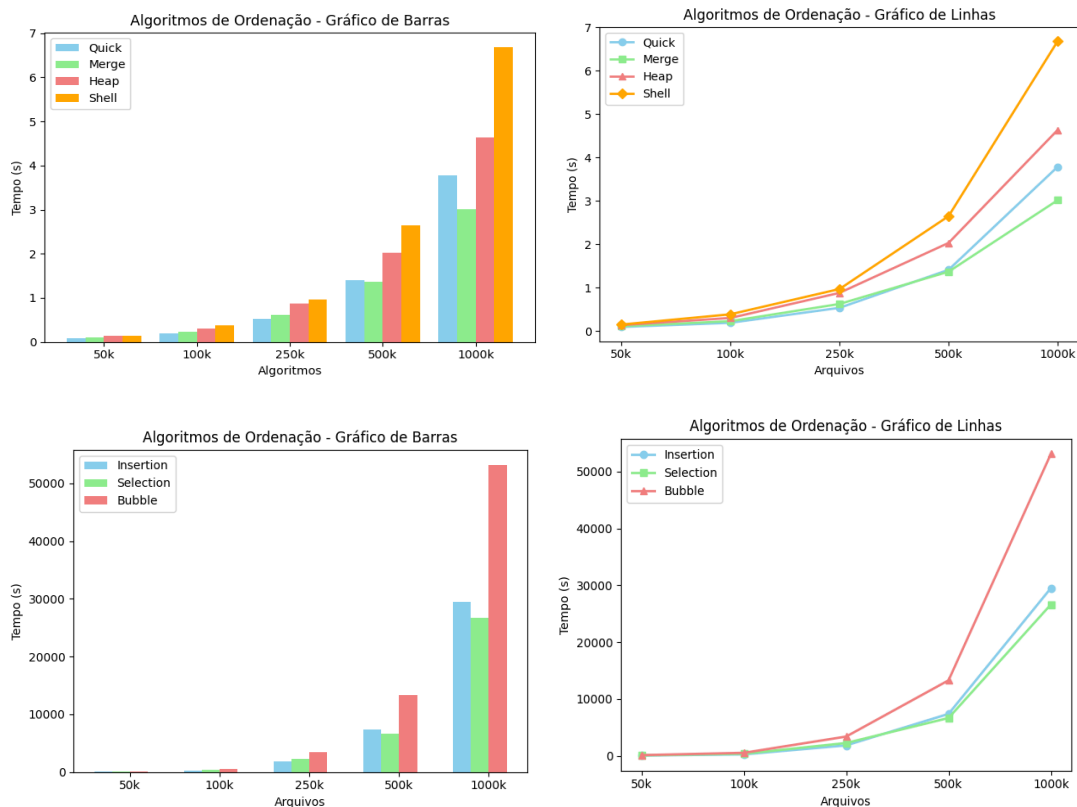 Algoritmos de Ordenação - Gráfico de Barras
Quick
Merge
Heap
Shell
7
6
5
4
3
2
1
0
Tempo (s)
50k 100k 250k 500k 1000k
Algoritmos
Algoritmos de Ordenação - Gráfico de Linhas
Quick
Merge
Heap
Shell
7
6
5
4
3
2
1
0
Tempo (s)
50k 100k 250k 500k 1000k
Arquivos
Algoritmos de Ordenação - Gráfico de Barras
Insertion
Selection
Bubble
50000
40000
30000
20000
10000
0
Tempo (s)
50k 100k 250k 500k 1000k
Arquivos
Algoritmos de Ordenação - Gráfico de Linhas
Insertion
Selection
Bubble
50000
40000
30000
20000
10000
0
Tempo (s)
50k 100k 250k 500k 1000k
Arquivos